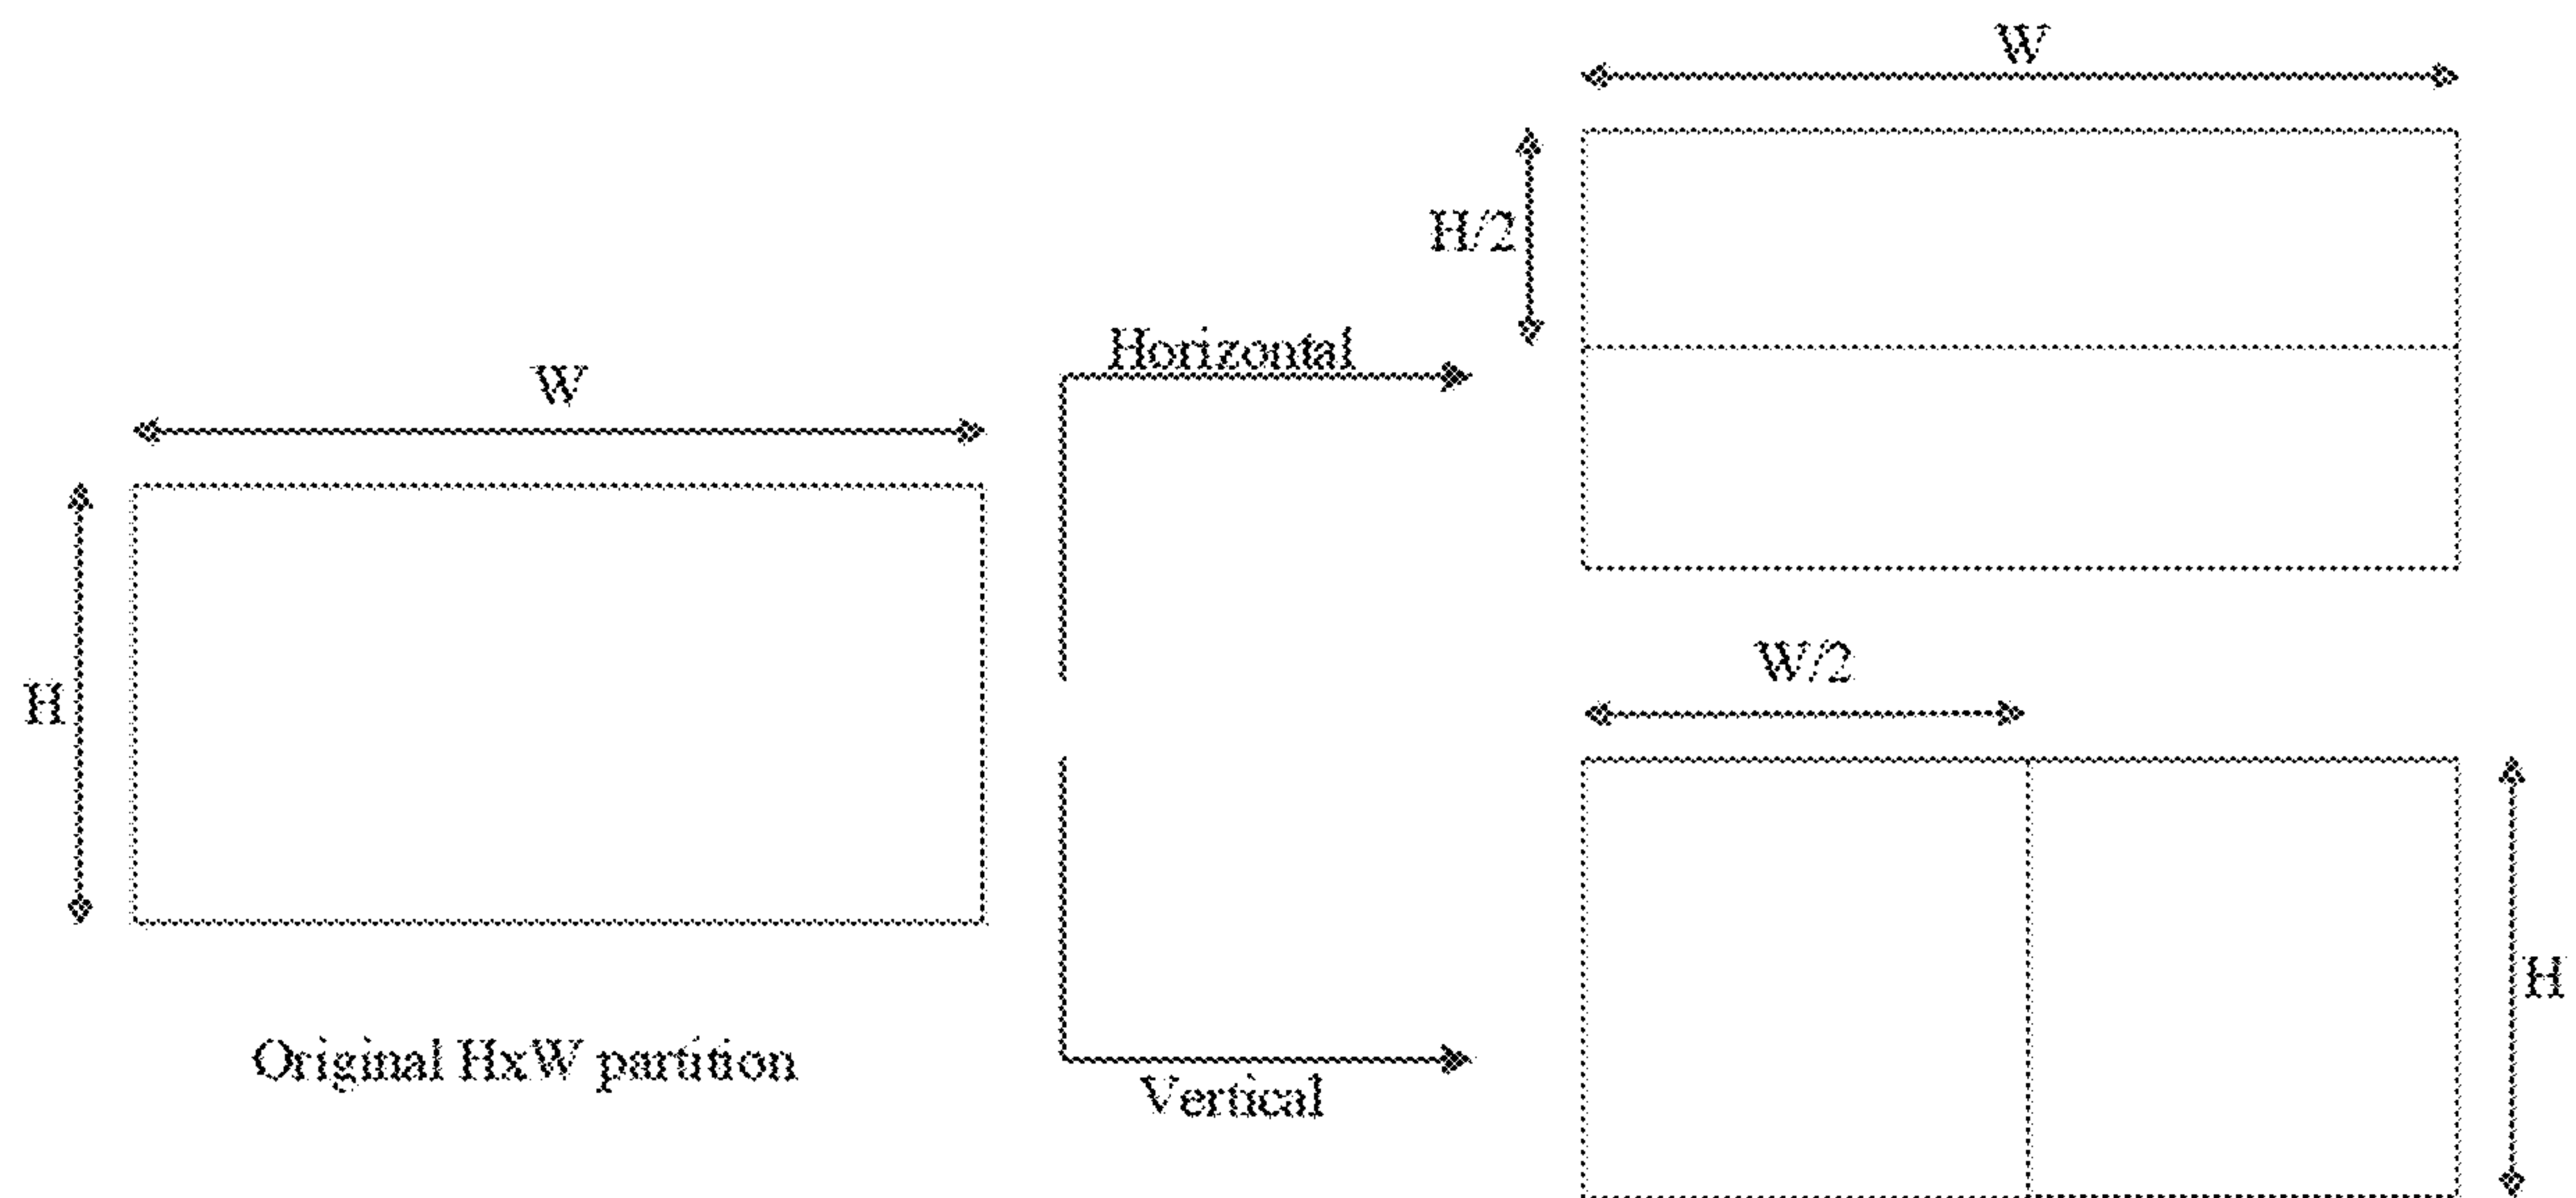 W
H/2
Horizontal
W
H
W/2
H
Original HxW partition
Vertical